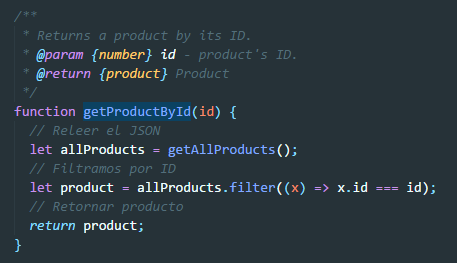 /**
 * Returns a product by its ID.
 * @param {number} id - product's ID.
 * @return {product} Product
 */
function getProductById(id) {
  // Releer el JSON
  let allProducts = getAllProducts();
  // Filtramos por ID
  let product = allProducts.filter((x) => x.id === id);
  // Retornar producto
  return product;
}